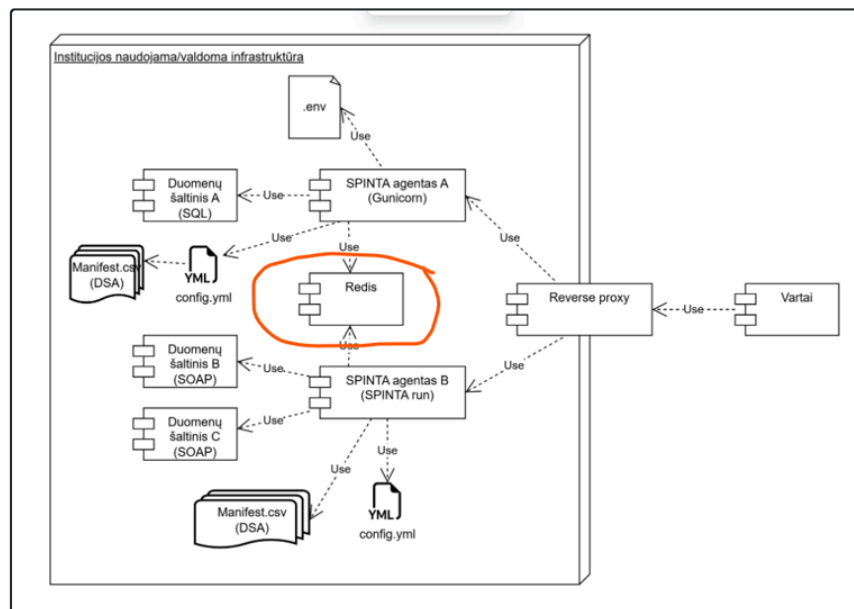 Institucijos naudojama/valdoma infrastruktūra
.env
Use
Duomenų
šaltinis A
(SQL)
Use
SPINTA agentas A
(Gunicorn)
Use
Use
Use
Manifest.csv
(DSA)
YML
config.yml
Redis
Reverse proxy
Use
Vartai
Use
Duomenų
šaltinis B
(SOAP)
Use
SPINTA agentas B
(SPINTA run)
Use
Duomenų
šaltinis C
(SOAP)
Use
Use
Use
Manifest.csv
(DSA)
YML
config.yml